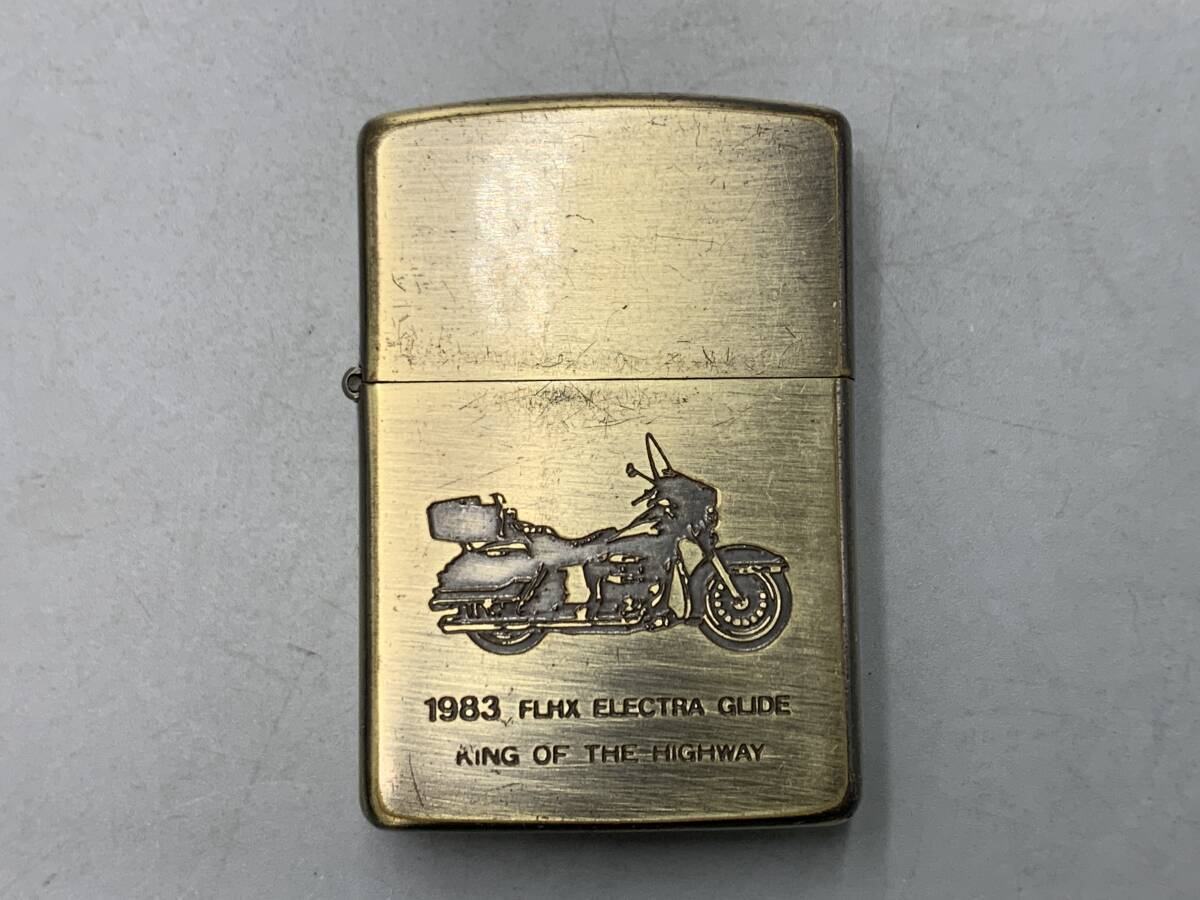 1983 FLHX ELECTRA GLIDE
KING OF THE HIGHWAY